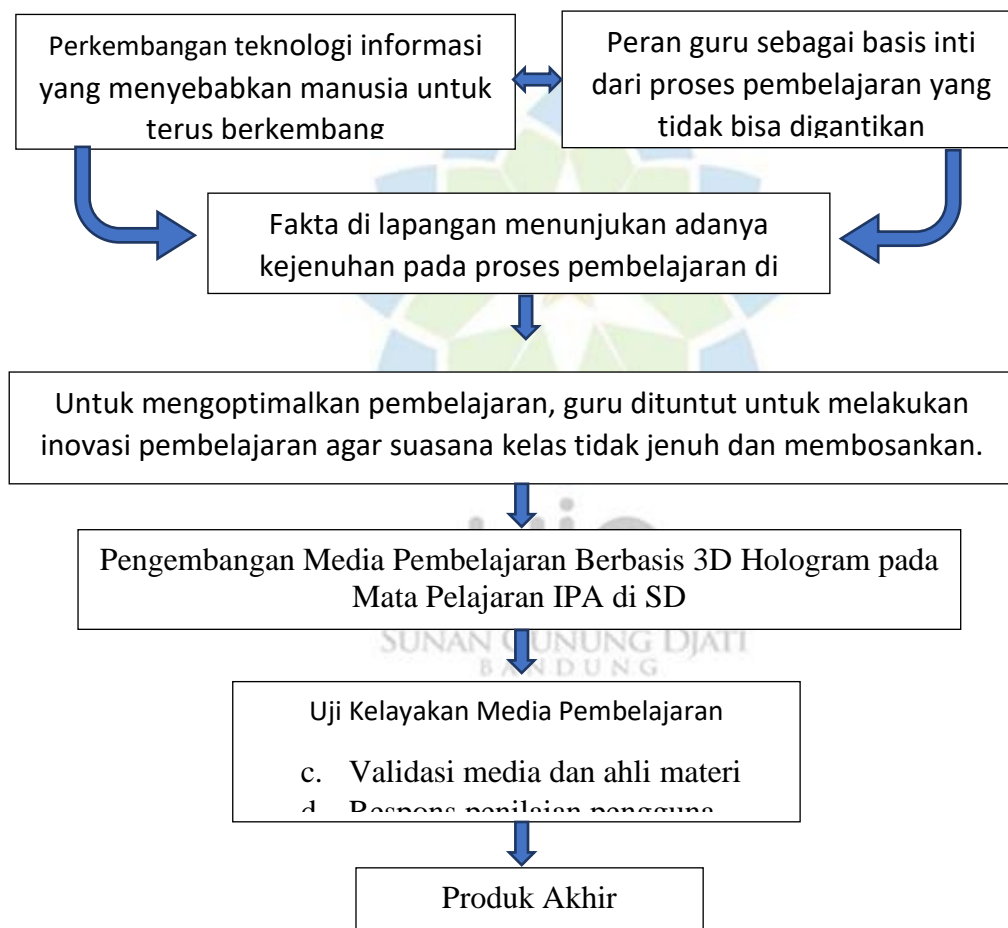 Perkembangan teknologi informasi
yang menyebabkan manusia untuk
terus berkembang
Peran guru sebagai basis inti
dari proses pembelajaran yang
tidak bisa digantikan
Fakta di lapangan menunjukan adanya
kejenuhan pada proses pembelajaran di
Untuk mengoptimalkan pembelajaran, guru dituntut untuk melakukan
inovasi pembelajaran agar suasana kelas tidak jenuh dan membosankan.
Pengembangan Media Pembelajaran Berbasis 3D Hologram pada
Mata Pelajaran IPA di SD
SUNAN GUNUNG DJATI
BANDUNG
Uji Kelayakan Media Pembelajaran
c. Validasi media dan ahli materi
d. Respons penilaian pengguna
Produk Akhir